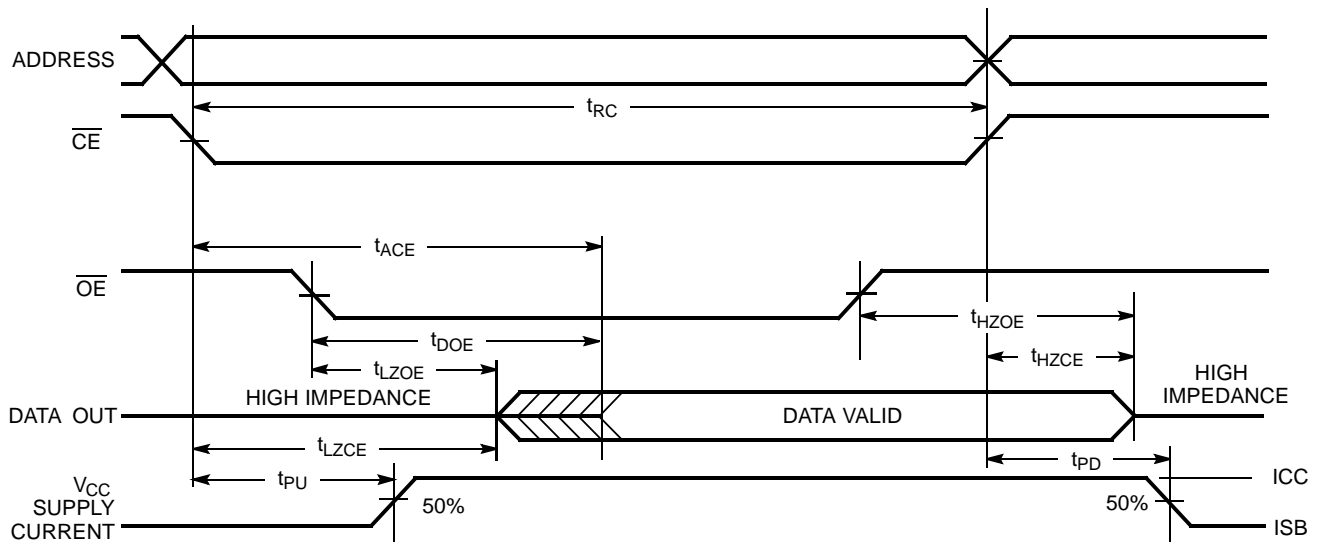 ADDRESS
tRC
CE
tACE
OE
tHZOE
tDOE
tHZCE
tLZOE
HIGH IMPEDANCE
HIGH
IMPEDANCE
DATA OUT
DATA VALID
tLZCE
tPD
tPU
VCC
SUPPLY
CURRENT
50%
50%
ICC
ISB